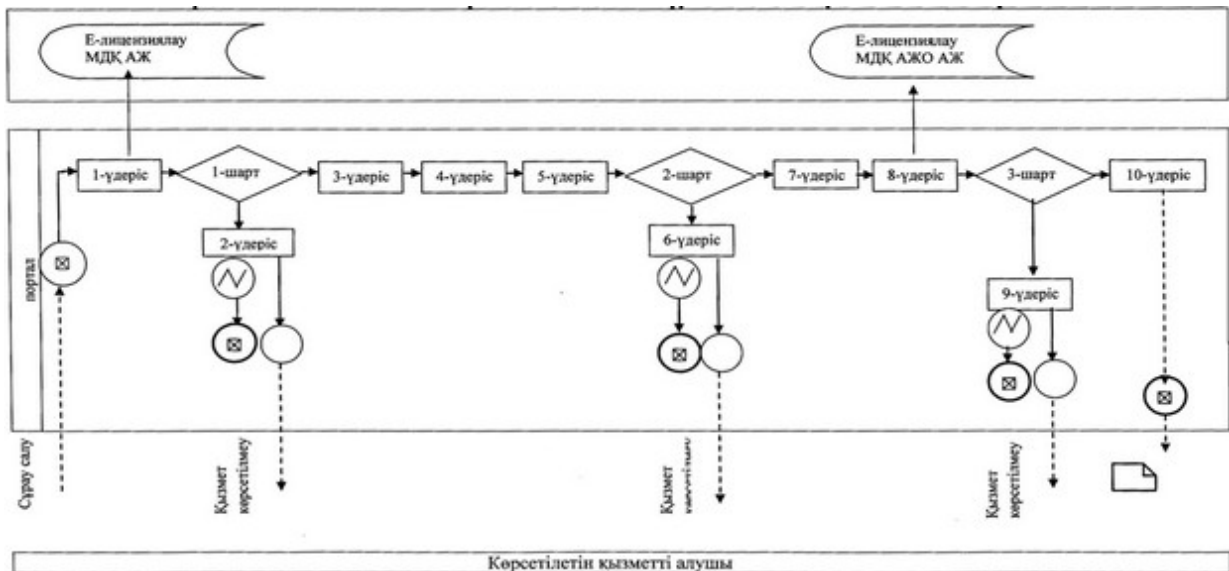 Е-лицензиялау
МДҚ АЖ
Е-лицензиялау
МДҚ АЖО АЖ
1-үдеріс
1-шарт
3-үдеріс
4-үдеріс
5-үдеріс
2-шарт
7-үдеріс
8-үдеріс
3-шарт
10-үдеріс
2-үдеріс
6-үдеріс
9-үдеріс
портал
Сұрау салу
Қызмет
көрсетілмеу
Қызмет
Қызмет
көрсетілмеу
Көрсетілетін қызметті алушы